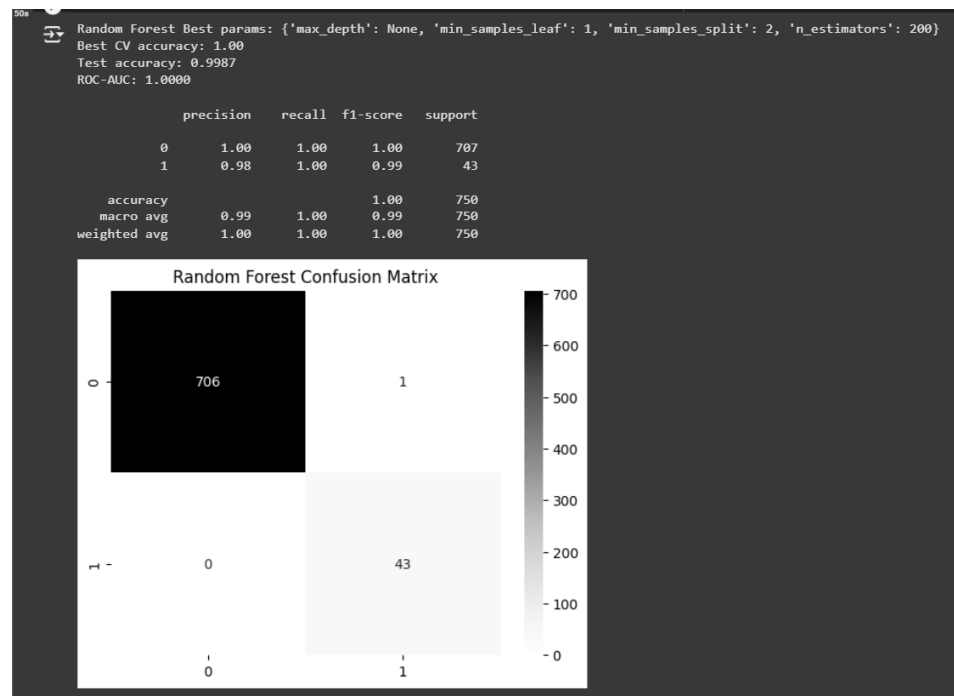 50s
Random Forest Best params: {'max_depth': None, 'min_samples_leaf': 1, 'min_samples_split': 2, 'n_estimators': 200}
Best CV accuracy: 1.00
Test accuracy: 0.9987
ROC-AUC: 1.0000
precision recall f1-score support
0 1.00 1.00 1.00 707
1 0.98 1.00 0.99 43
accuracy 1.00 750
macro avg 0.99 1.00 0.99 750
weighted avg 1.00 1.00 1.00 750
Random Forest Confusion Matrix
700
600
0 706 1
500
400
300
200
1 0 43
100
0
0 1